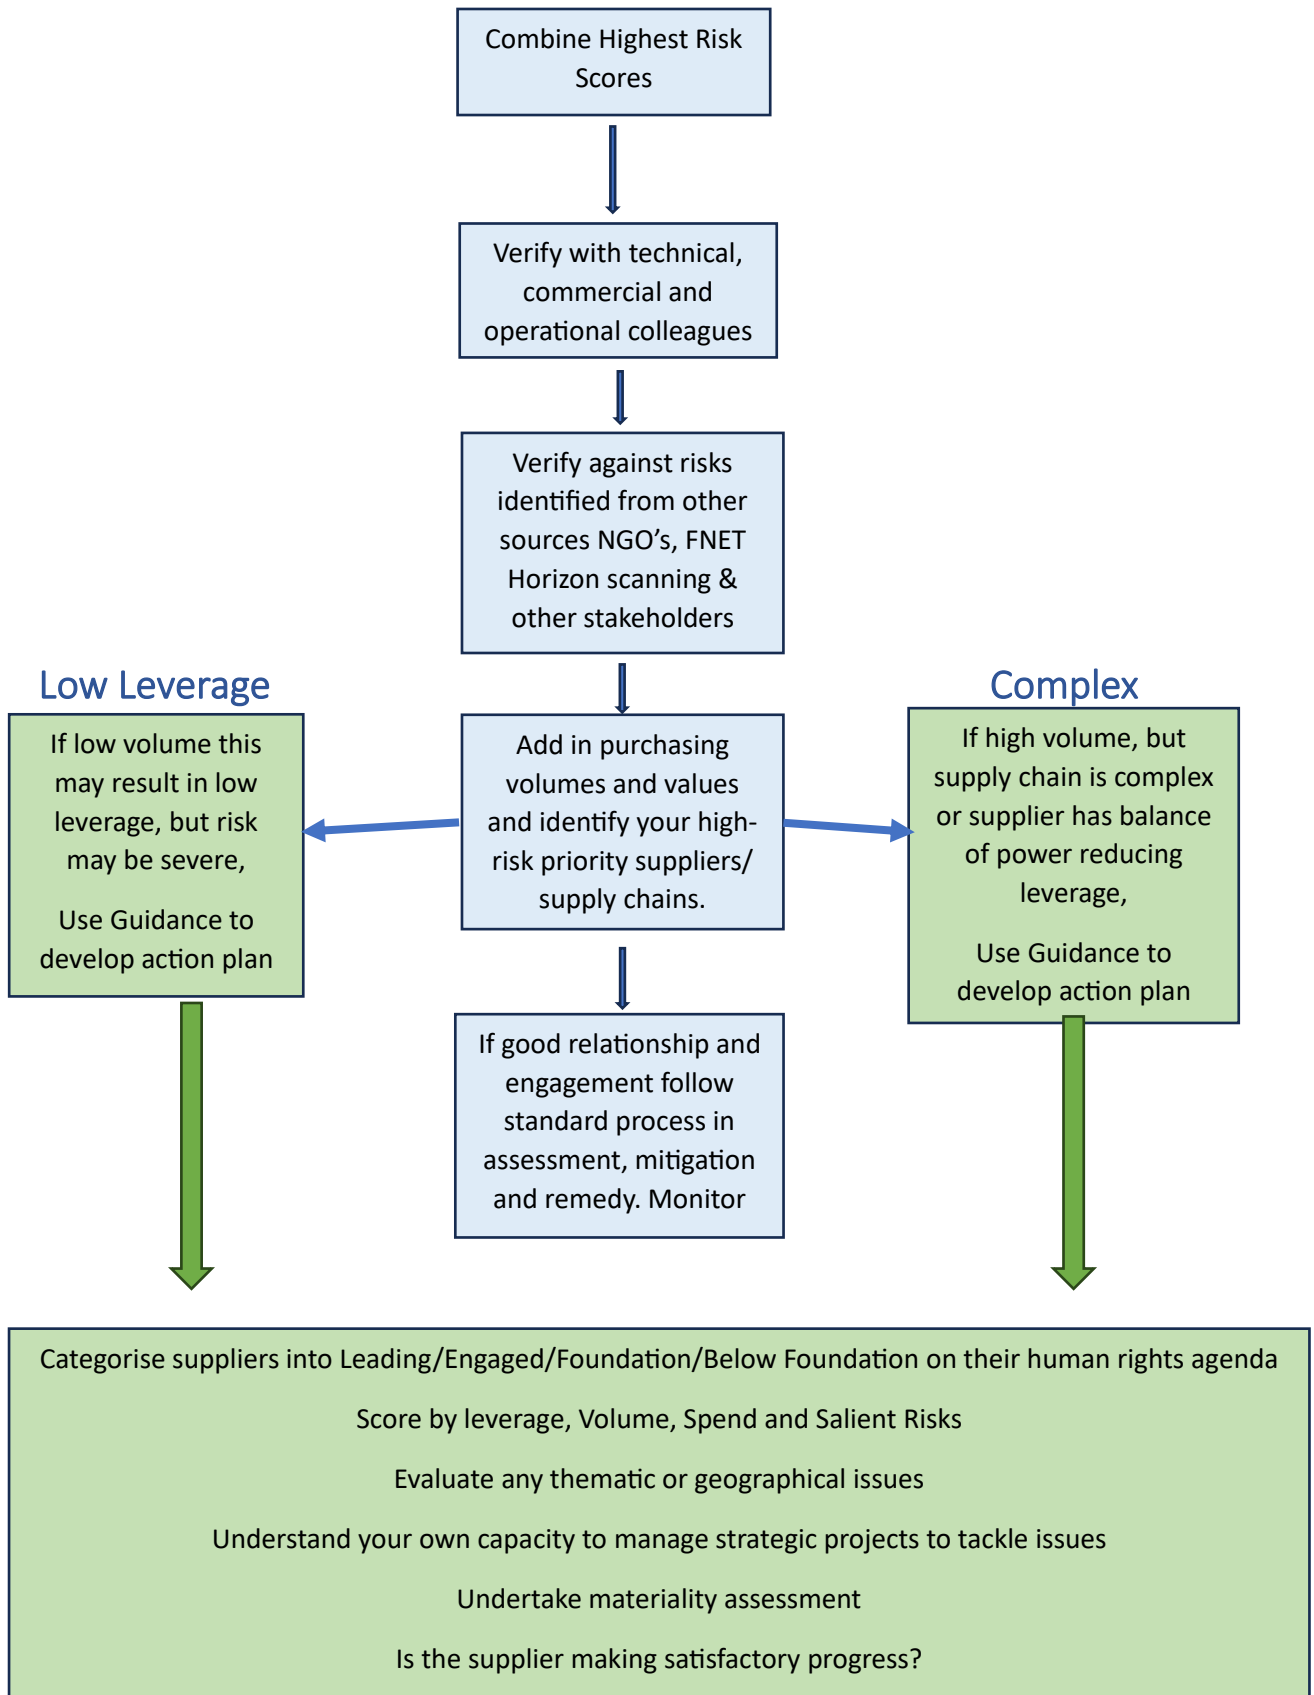 Combine Highest Risk
Scores
Verify with technical,
commercial and
operational colleagues
Verify against risks
identified from other
sources NGO’s, FNET
Horizon scanning &
other stakeholders
Low Leverage
If low volume this
may result in low
leverage, but risk
may be severe,
Use Guidance to
develop action plan
Add in purchasing
volumes and values
and identify your high-
risk priority suppliers/
supply chains.
Complex
If high volume, but
supply chain is complex
or supplier has balance
of power reducing
leverage,
Use Guidance to
develop action plan
If good relationship and
engagement follow
standard process in
assessment, mitigation
and remedy. Monitor
Categorise suppliers into Leading/Engaged/Foundation/Below Foundation on their human rights agenda
Score by leverage, Volume, Spend and Salient Risks
Evaluate any thematic or geographical issues
Understand your own capacity to manage strategic projects to tackle issues
Undertake materiality assessment
Is the supplier making satisfactory progress?